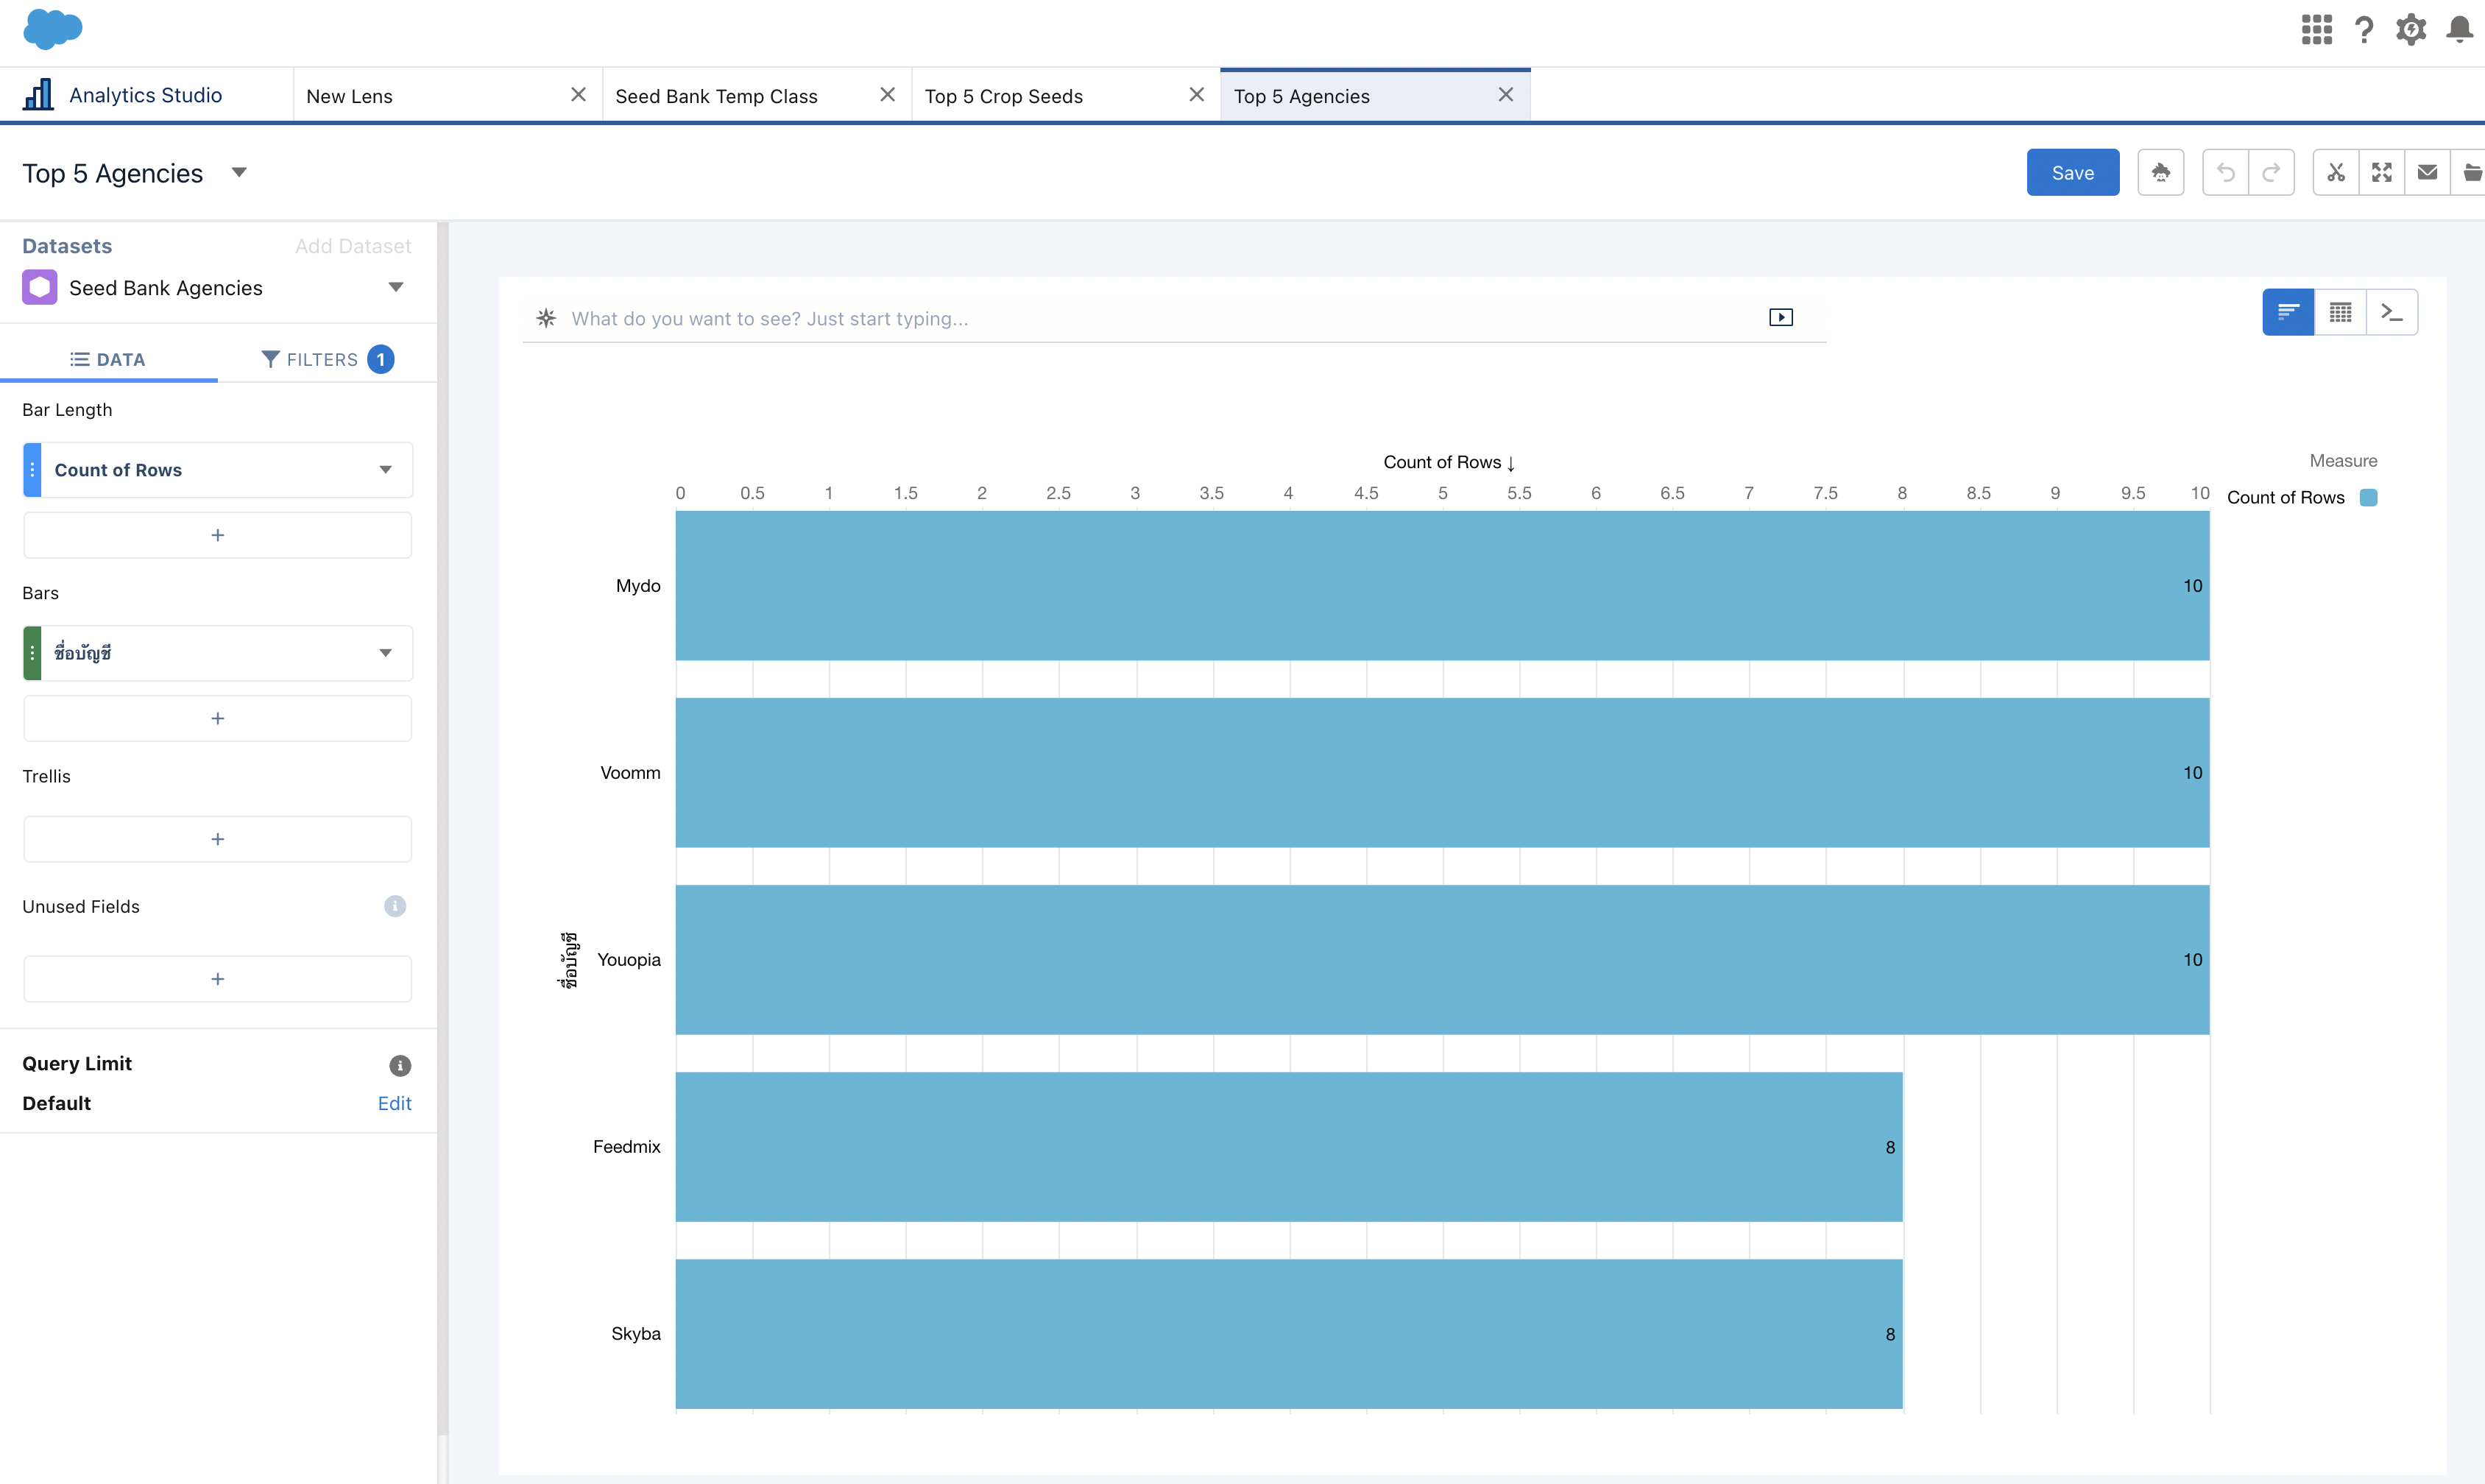 Analytics Studio
New Lens
Seed Bank Temp Class
Top 5 Crop Seeds
Top 5 Agencies
Top 5 Agencies
Save
Datasets
Add Dataset
Seed Bank Agencies
DATA
FILTERS 1
Bar Length
Count of Rows
+
Bars
ชื่อบัญชี
+
Trellis
+
Unused Fields
+
Query Limit
Default
Edit
What do you want to see? Just start typing...
Count of Rows ↓
0 0.5 1 1.5 2 2.5 3 3.5 4 4.5 5 5.5 6 6.5 7 7.5 8 8.5 9 9.5 10
Measure
Count of Rows
ชื่อบัญชี
Mydo 10
Voomm 10
Youopia 10
Feedmix 8
Skyba 8